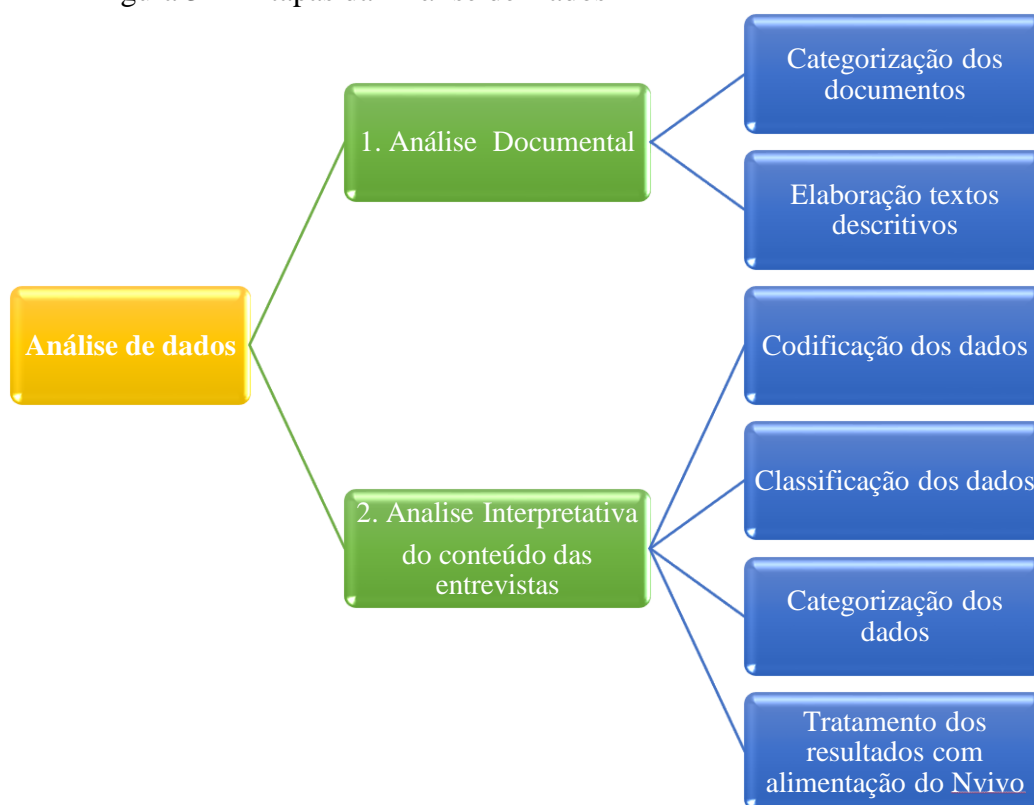 Categorização dos
documentos
1. Análise Documental
Elaboração textos
descritivos
Análise de dados
Codificação dos dados
Classificação dos dados
2. Analise Interpretativa
do conteúdo das
entrevistas
Categorização dos
dados
Tratamento dos
resultados com
alimentação do Nvivo